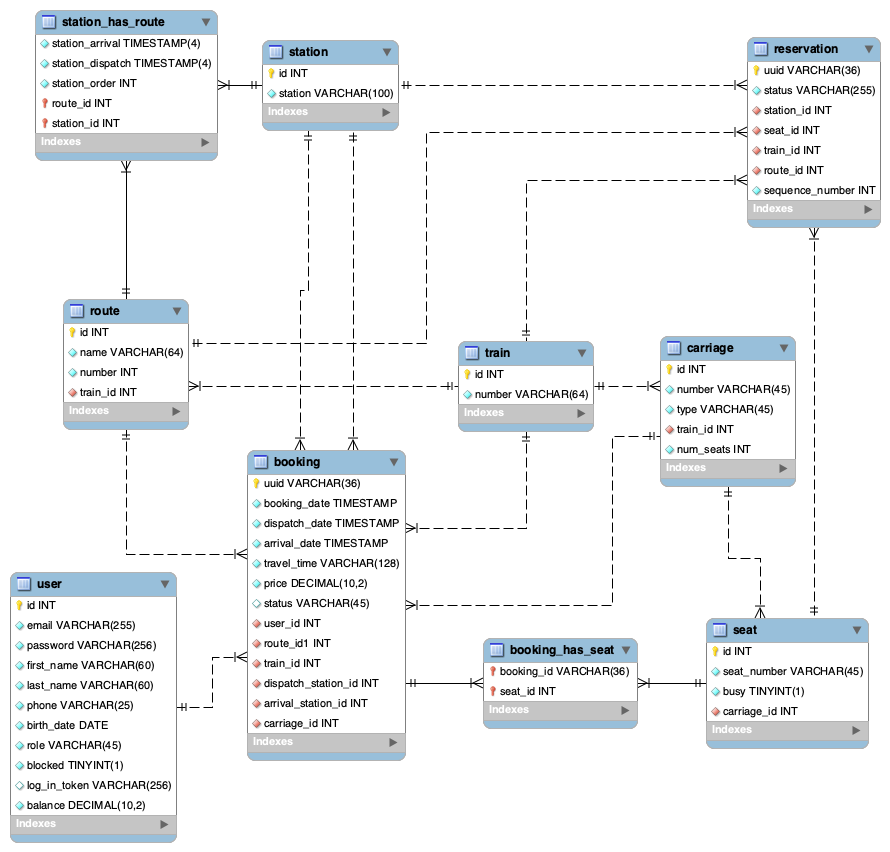 station_has_route
station_arrival TIMESTAMP(4)
station_dispatch TIMESTAMP(4)
station_order INT
route_id INT
station_id INT
Indexes
station
id INT
station VARCHAR(100)
Indexes
reservation
uuid VARCHAR(36)
status VARCHAR(255)
station_id INT
seat_id INT
train_id INT
route_id INT
sequence_number INT
Indexes
route
id INT
name VARCHAR(64)
number INT
train_id INT
Indexes
train
id INT
number VARCHAR(64)
Indexes
carriage
id INT
number VARCHAR(45)
type VARCHAR(45)
train_id INT
num_seats INT
Indexes
booking
uuid VARCHAR(36)
booking_date TIMESTAMP
dispatch_date TIMESTAMP
arrival_date TIMESTAMP
travel_time VARCHAR(128)
price DECIMAL(10,2)
status VARCHAR(45)
user_id INT
route_id1 INT
train_id INT
dispatch_station_id INT
arrival_station_id INT
carriage_id INT
Indexes
user
id INT
email VARCHAR(255)
password VARCHAR(256)
first_name VARCHAR(60)
last_name VARCHAR(60)
phone VARCHAR(25)
birth_date DATE
role VARCHAR(45)
blocked TINYINT(1)
log_in_token VARCHAR(256)
balance DECIMAL(10,2)
Indexes
booking_has_seat
booking_id VARCHAR(36)
seat_id INT
Indexes
seat
id INT
seat_number VARCHAR(45)
busy TINYINT(1)
carriage_id INT
Indexes